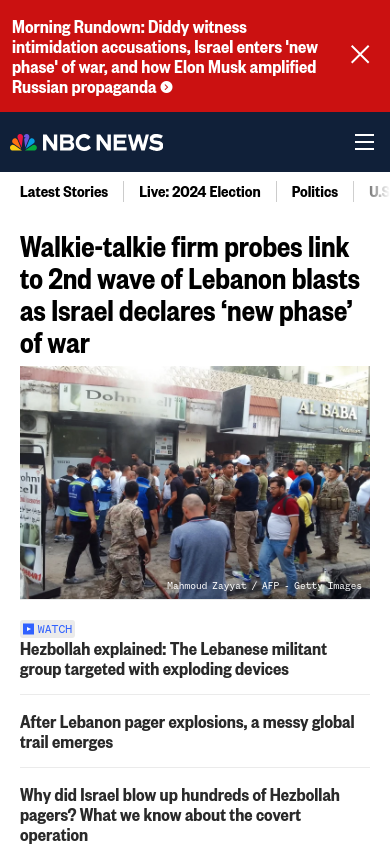 Morning Rundown: Diddy witness
intimidation accusations, Israel enters 'new
phase' of war, and how Elon Musk amplified
Russian propaganda
NBC NEWS
Latest Stories
Live: 2024 Election
Politics
U.S
Walkie-talkie firm probes link
to 2nd wave of Lebanon blasts
as Israel declares ‘new phase’
of war
Dohni
AL BABA
ohni
cell
Mahmoud Zayyat / AFP - Getty Images
WATCH
Hezbollah explained: The Lebanese militant
group targeted with exploding devices
After Lebanon pager explosions, a messy global
trail emerges
Why did Israel blow up hundreds of Hezbollah
pagers? What we know about the covert
operation